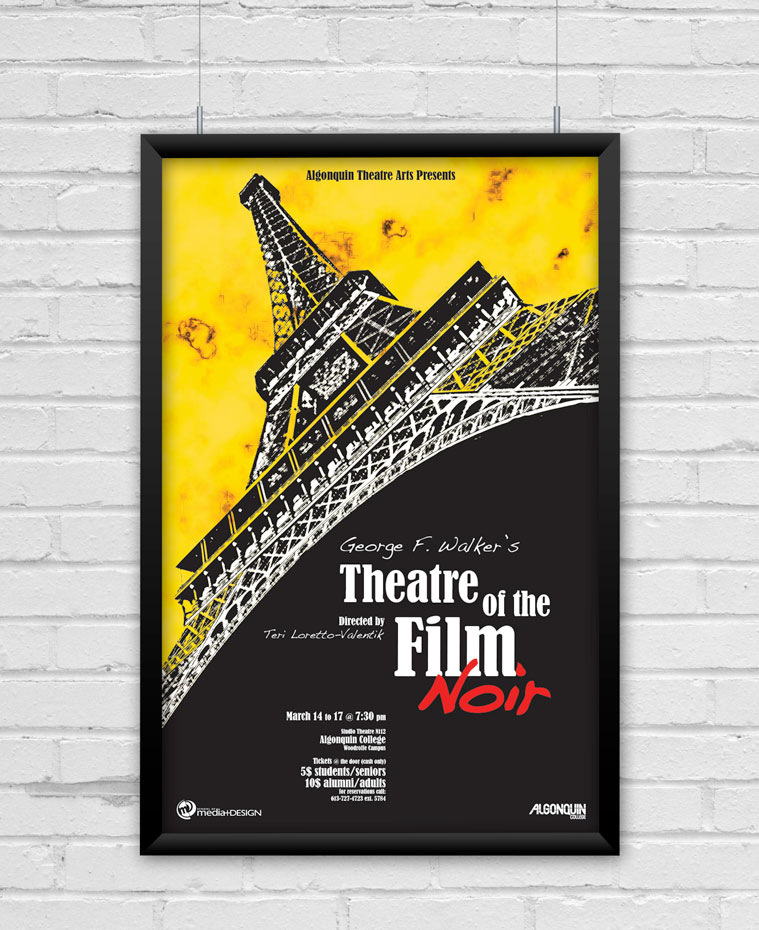 Algonquin Theatre Arts Presents
George F. Walker's
Theatre
of the
Directed by
Teri Loretto-Valentik
Film
Noir
March 14 to 17 @ 7:30 pm
Studio Theatre N112
Algonquin College
Woodroffe Campus
Tickets @ the door (cash only)
5$ students/seniors
10$ alumni/adults
for reservations call:
613-727-4723 ext. 5784
media+DESIGN
ALGONQUIN
COLLEGE